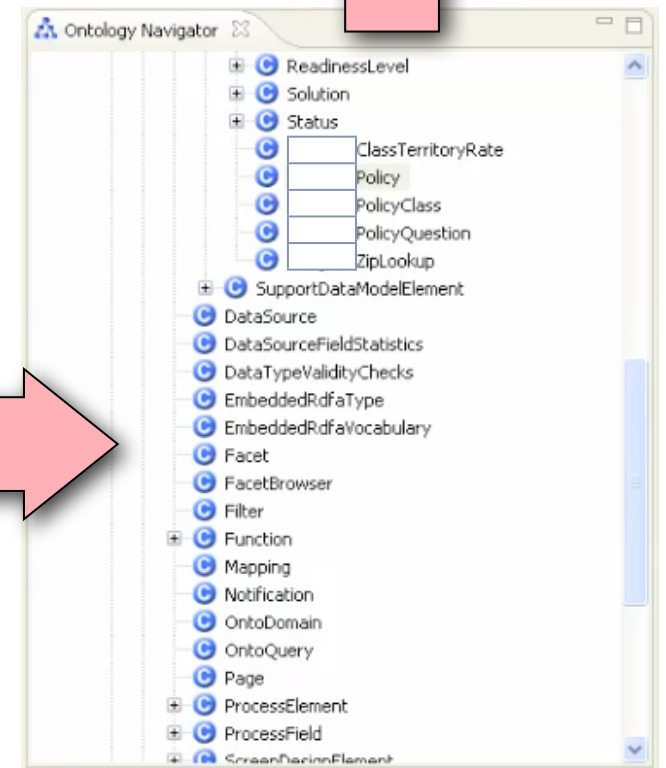 Ontology Navigator
ReadinessLevel
Solution
Status
ClassTerritoryRate
Policy
PolicyClass
PolicyQuestion
ZipLookup
SupportDataModelElement
DataSource
DataSourceFieldStatistics
DataTypeValidityChecks
EmbeddedRdfaType
EmbeddedRdfaVocabulary
Facet
FacetBrowser
Filter
Function
Mapping
Notification
OntoDomain
OntoQuery
Page
ProcessElement
ProcessField
ScreenDesignElement